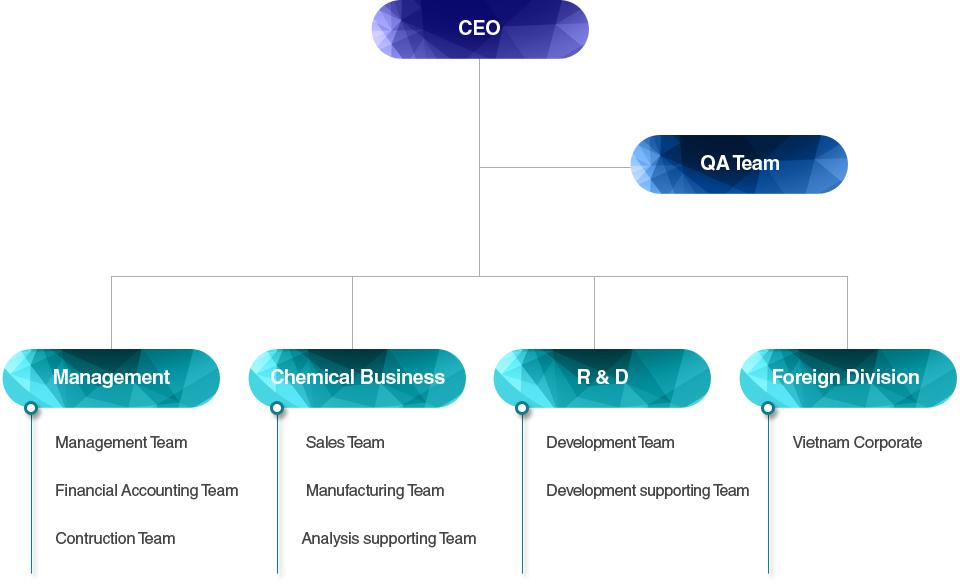 CEO
QA Team
Management
Chemical Business
R & D
Foreign Division
Management Team
Financial Accounting Team
Contruction Team
Sales Team
Manufacturing Team
Analysis supporting Team
Development Team
Development supporting Team
Vietnam Corporate